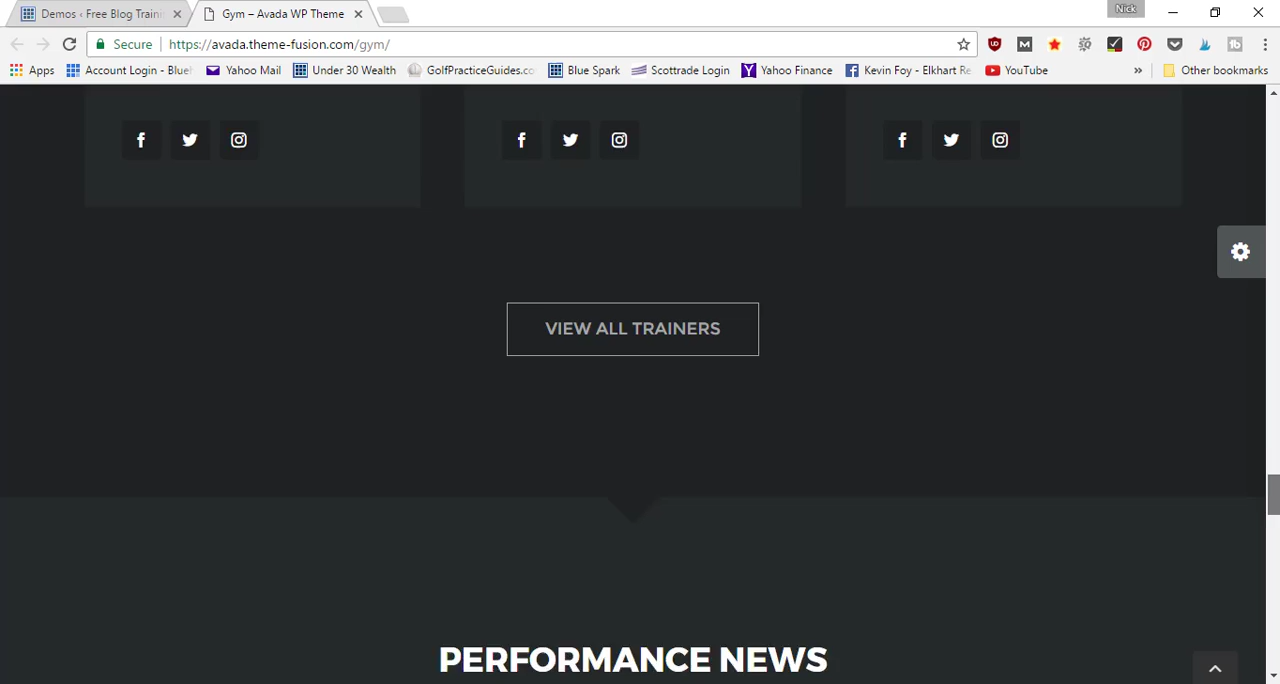 Demos ‹ Free Blog Traini
Gym – Avada WP Theme
Nick
Secure
https://avada.theme-fusion.com/gym/
Apps
Account Login - Blueh
Yahoo Mail
Under 30 Wealth
GolfPracticeGuides.co
Blue Spark
Scottrade Login
Yahoo Finance
Kevin Foy - Elkhart Re
YouTube
»
Other bookmarks
VIEW ALL TRAINERS
PERFORMANCE NEWS